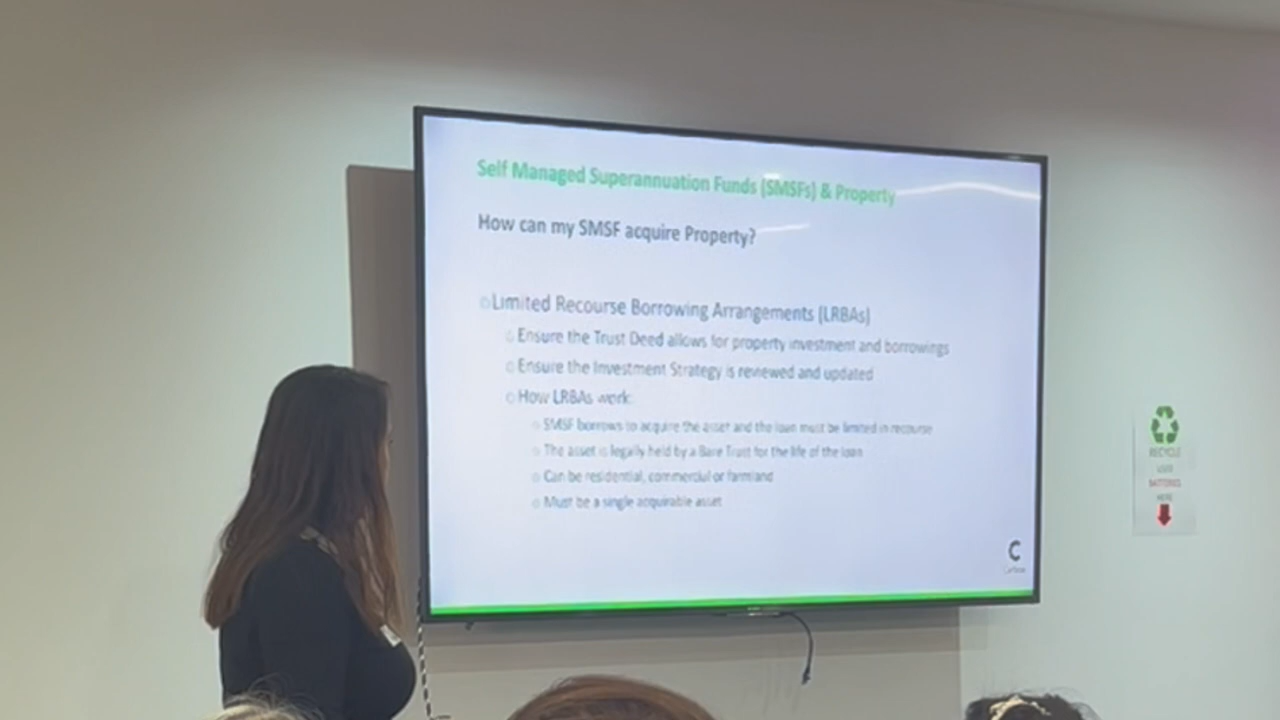 Self Managed Superannuation Funds (SMSFs) & Property
How can my SMSF acquire Property?
Limited Recourse Borrowing Arrangements (LRBAs)
Ensure the Trust Deed allows for property investment and borrowings
Ensure the Investment Strategy is reviewed and updated
How LRBAs work:
SMSF borrows to acquire the asset and the loan must be limited in recourse
The asset is legally held by a Bare Trust for the life of the loan
Can be residential, commercial or farmland
Must be a single acquirable asset
C
RECYCLE
USED
BATTERIES
HERE